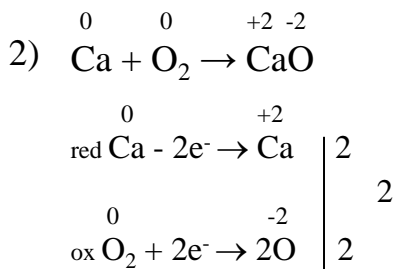 0 0 +2 -2
2) Ca + O₂ → CaO
0 +2
red Ca - 2e⁻ → Ca | 2
2
0 -2
ox O₂ + 2e⁻ → 2O | 2